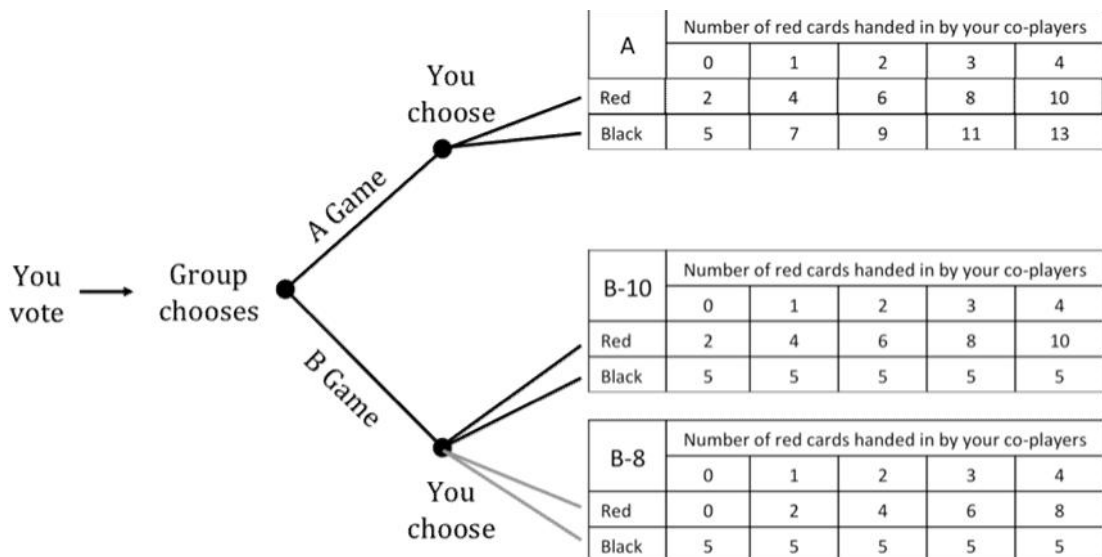 You
vote
Group
chooses
A Game
B Game
You
choose
A
Number of red cards handed in by your co-players
0 1 2 3 4
Red 2 4 6 8 10
Black 5 7 9 11 13
You
choose
B-10
Number of red cards handed in by your co-players
0 1 2 3 4
Red 2 4 6 8 10
Black 5 5 5 5 5
B-8
Number of red cards handed in by your co-players
0 1 2 3 4
Red 0 2 4 6 8
Black 5 5 5 5 5